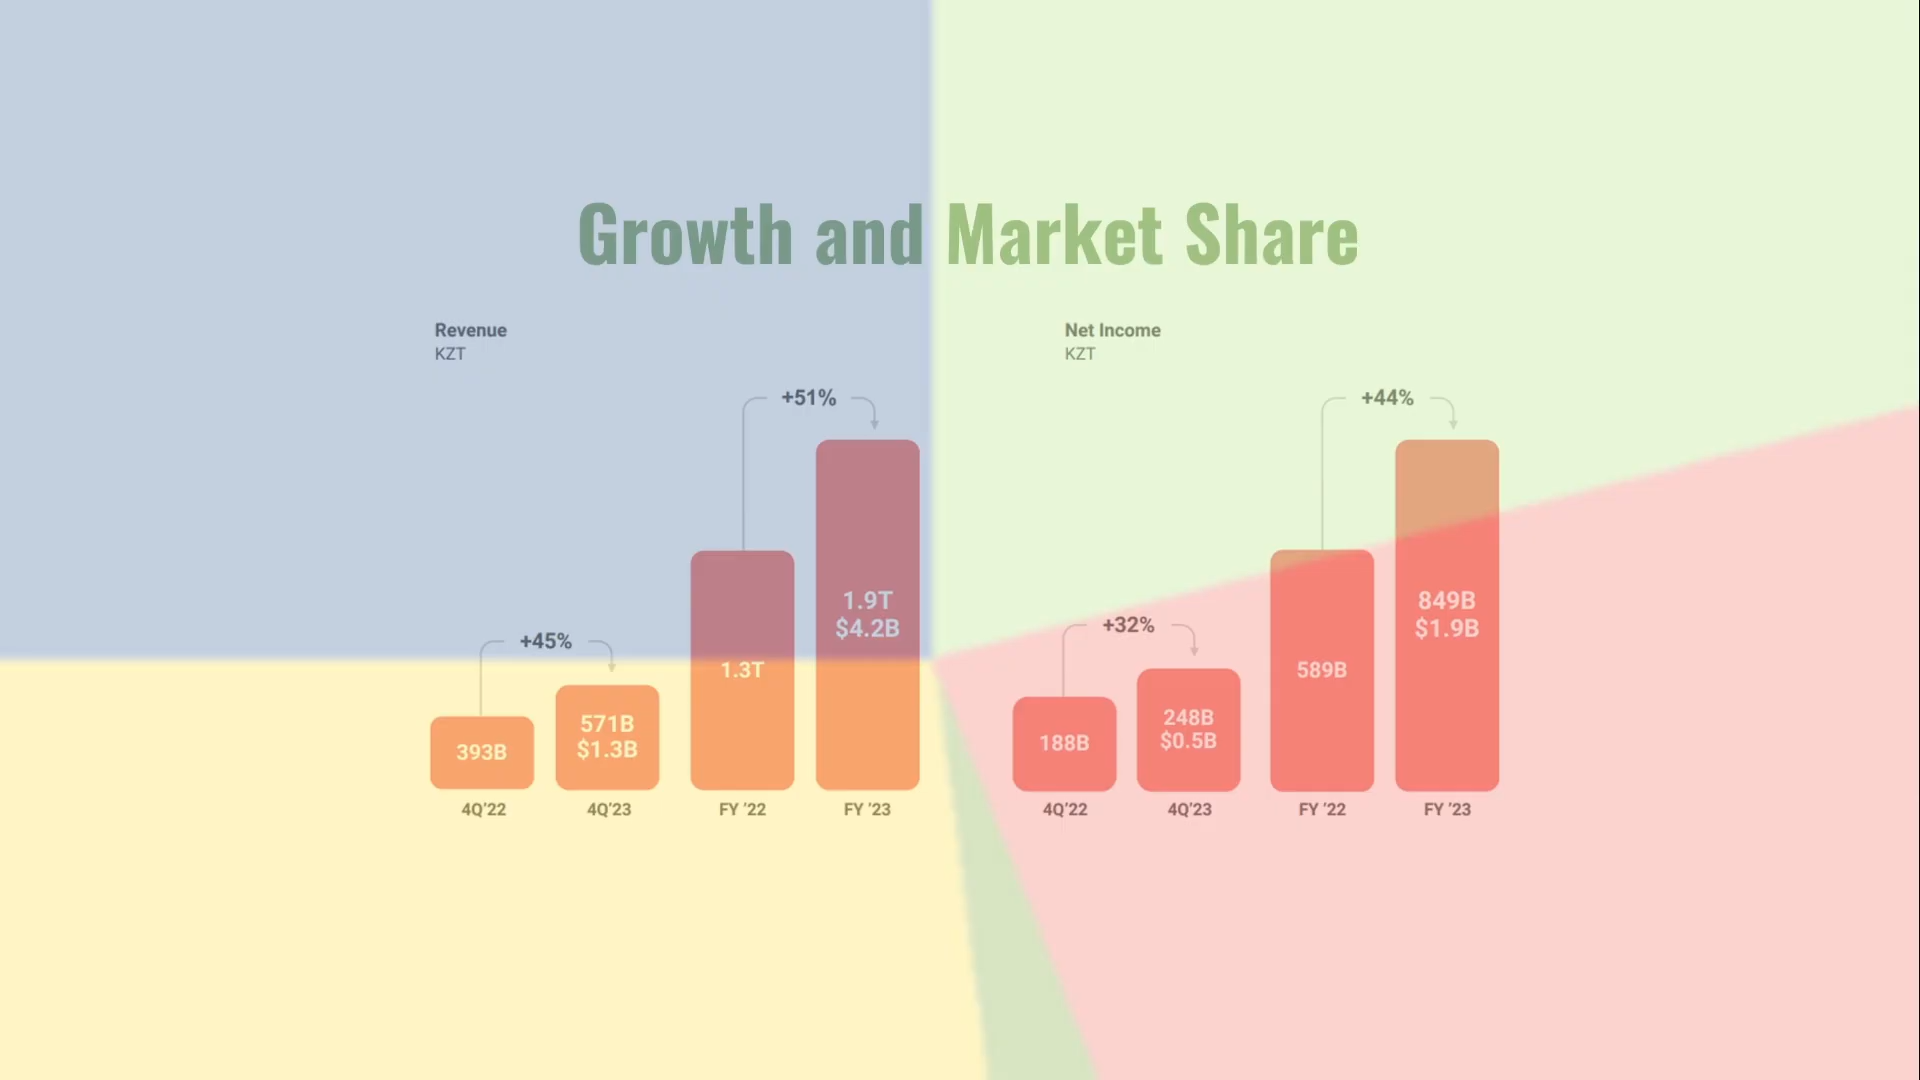 Growth and Market Share
Revenue
KZT
+51%
+45%
1.9T
$4.2B
1.3T
571B
$1.3B
393B
4Q’22
4Q’23
FY ’22
FY ’23
Net Income
KZT
+44%
+32%
849B
$1.9B
589B
248B
$0.5B
188B
4Q’22
4Q’23
FY ’22
FY ’23